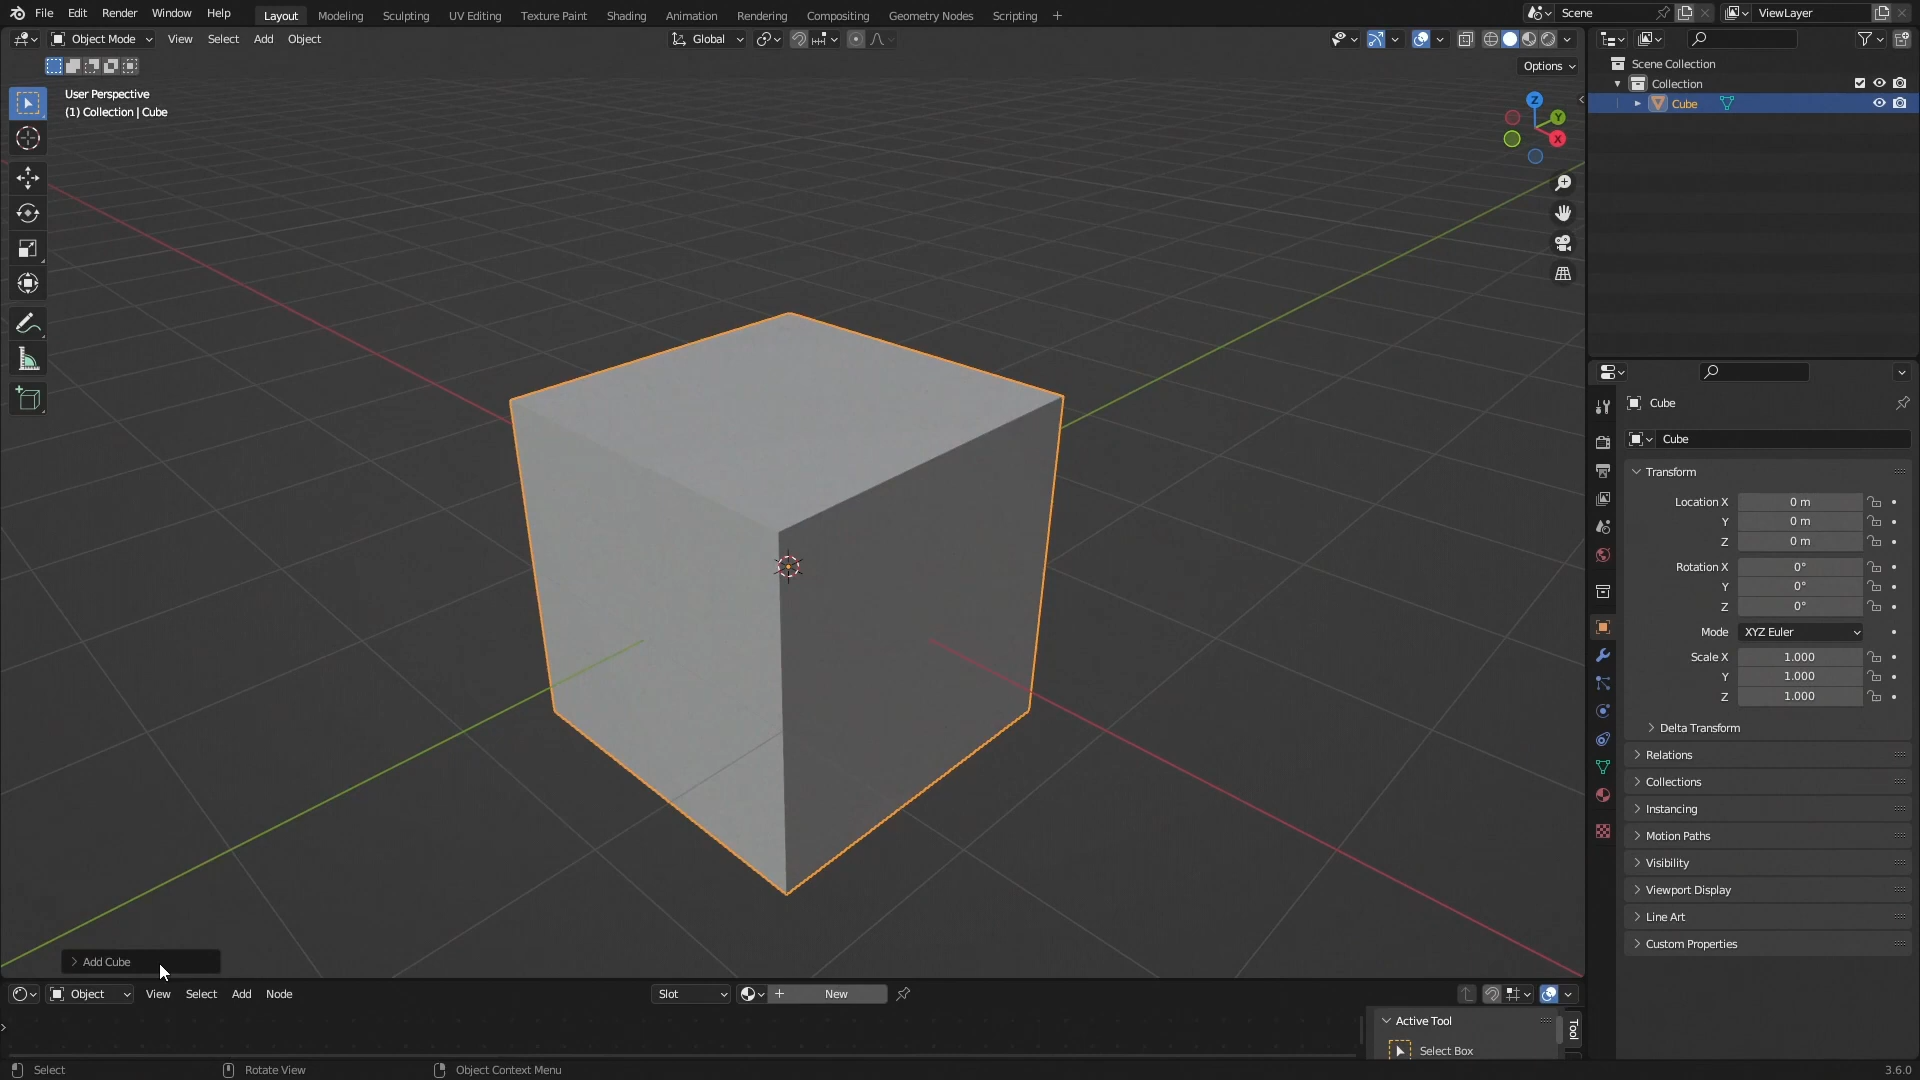 File Edit Render Window Help Layout Modeling Sculpting UV Editing Texture Paint Shading Animation Rendering Compositing Geometry Nodes Scripting + Scene ViewLayer
Object Mode View Select Add Object Global
Options
User Perspective
(1) Collection | Cube
Z
Y
X
Scene Collection
Collection
Cube
Cube
Cube
Transform
Location X 0 m
Y 0 m
Z 0 m
Rotation X 0°
Y 0°
Z 0°
Mode XYZ Euler
Scale X 1.000
Y 1.000
Z 1.000
Delta Transform
Relations
Collections
Instancing
Motion Paths
Visibility
Viewport Display
Line Art
Custom Properties
Add Cube
Object View Select Add Node Slot + New
Active Tool
Tool
Select Box
Select Rotate View Object Context Menu 3.6.0